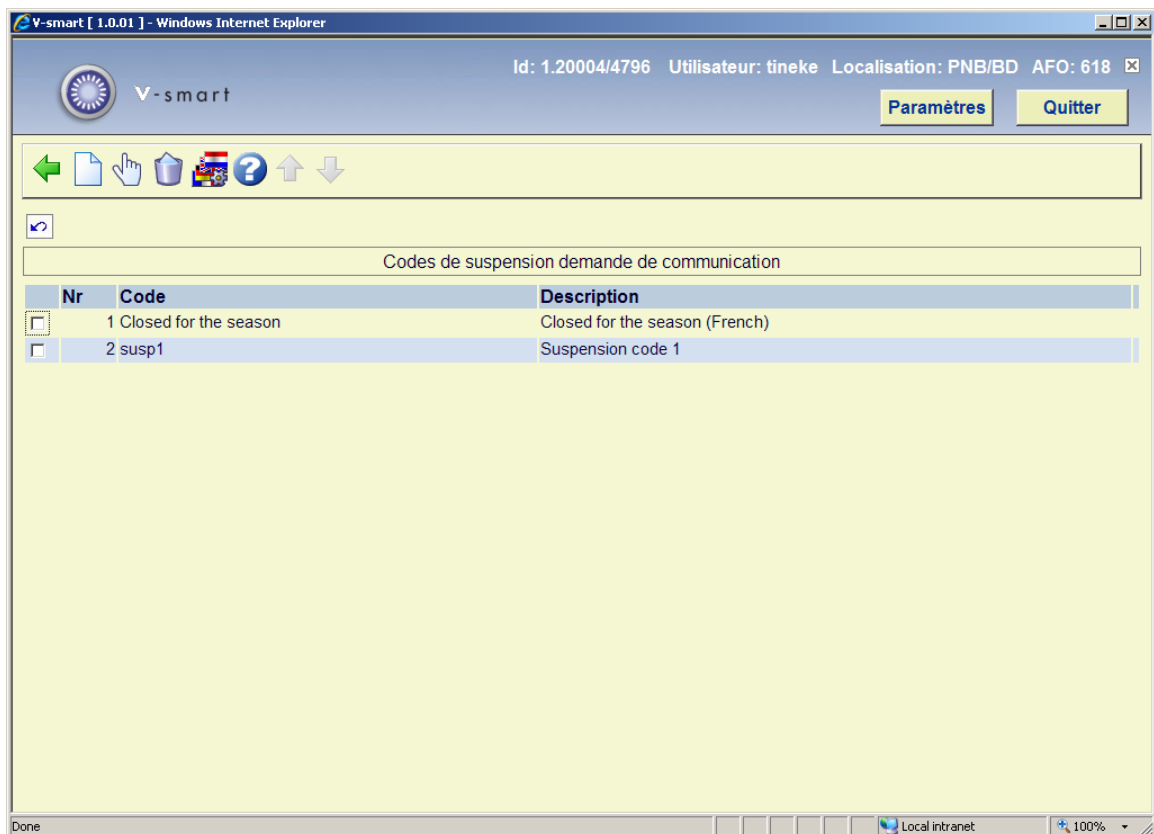 V-smart [ 1.0.01 ] - Windows Internet Explorer
Id: 1.20004/4796 Utilisateur: tineke Localisation: PNB/BD AFO: 618
V-smart
Paramètres Quitter
Codes de suspension demande de communication
Nr Code Description
1 Closed for the season Closed for the season (French)
2 susp1 Suspension code 1
Done Local intranet 100%